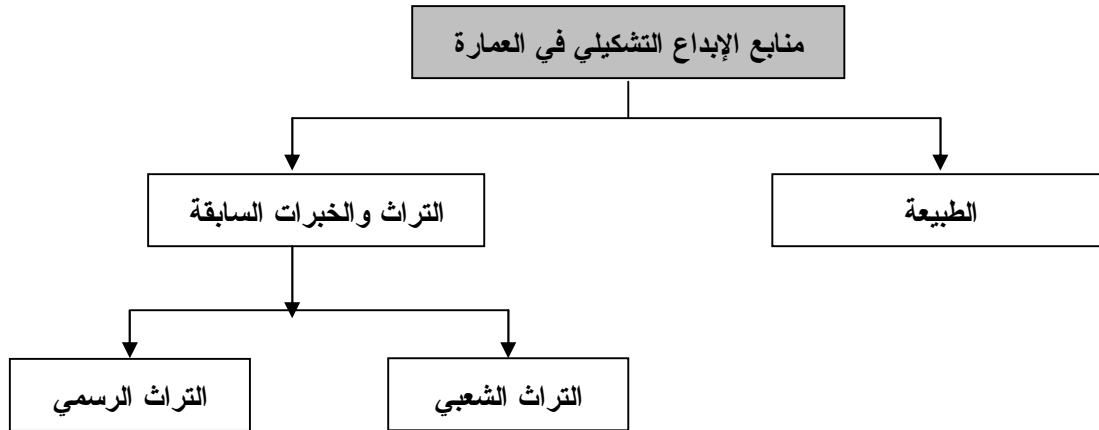 منابع الإبداع التشكيلي في العمارة
الطبيعة
التراث والخبرات السابقة
التراث الشعبي
التراث الرسمي